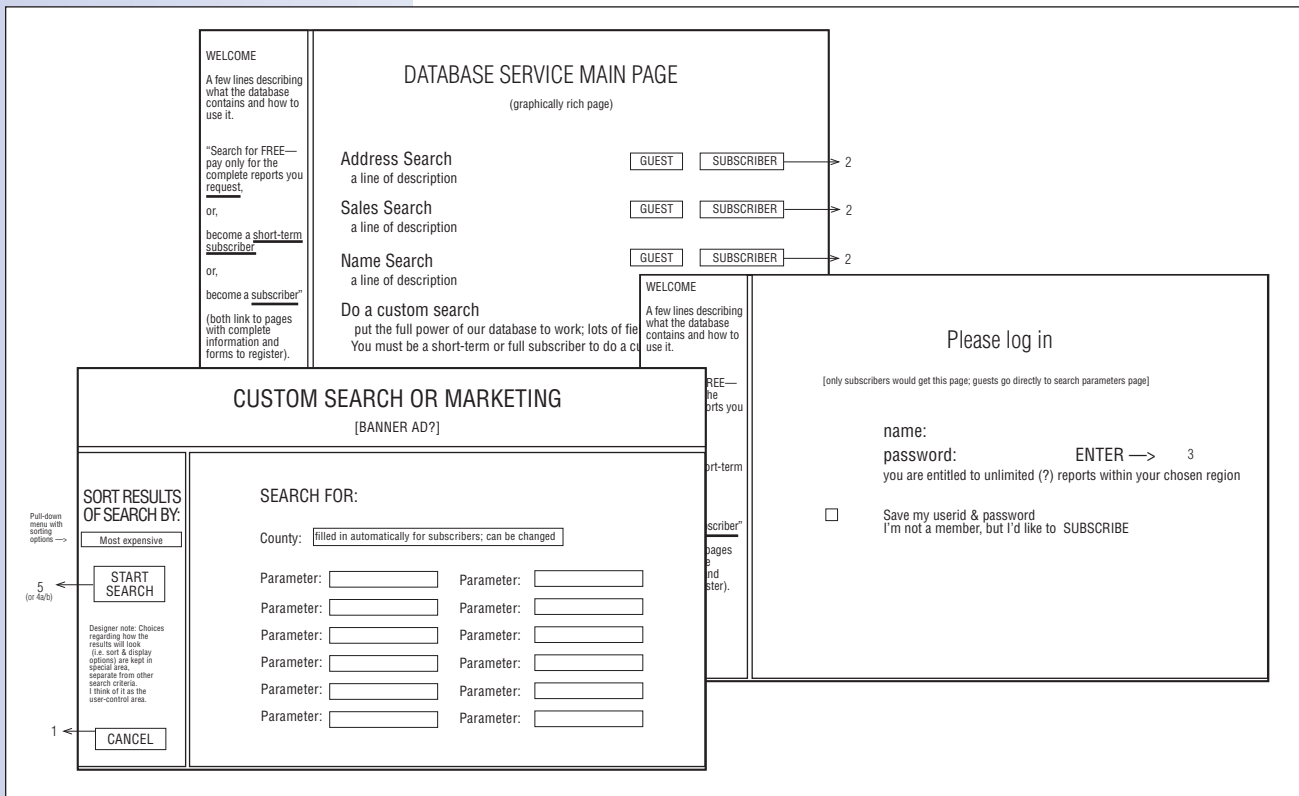 WELCOME
A few lines describing
what the database
contains and how to
use it.
“Search for FREE—
pay only for the
complete reports you
request,
or,
become a short-term
subscriber
or,
become a subscriber”
(both link to pages
with complete
information and
forms to register).
DATABASE SERVICE MAIN PAGE
(graphically rich page)
Address Search
a line of description
GUEST SUBSCRIBER 2
Sales Search
a line of description
GUEST SUBSCRIBER 2
Name Search
a line of description
GUEST SUBSCRIBER 2
Do a custom search
put the full power of our database to work; lots of
You must be a short-term or full subscriber to do a
WELCOME
A few lines describing
what the database
contains and how to
use it.
REE—
he
orts you
ort-term
scriber”
pages
e
nd
ster).
Please log in
[only subscribers would get this page; guests go directly to search parameters page]
name:
password: ENTER —> 3
you are entitled to unlimited (?) reports within your chosen region
Save my userid & password
I’m not a member, but I’d like to SUBSCRIBE
CUSTOM SEARCH OR MARKETING
[BANNER AD?]
SORT RESULTS
OF SEARCH BY:
Pull-down
menu with
sorting
options —>
Most expensive
START
SEARCH
5
(or 4a/b)
Designer note: Choices
regarding how the
results will look
(i.e. sort & display
options) are kept in
special area,
separate from other
search criteria.
I think of it as the
user-control area.
1
CANCEL
SEARCH FOR:
County: filled in automatically for subscribers; can be changed
Parameter: Parameter:
Parameter: Parameter:
Parameter: Parameter:
Parameter: Parameter:
Parameter: Parameter:
Parameter: Parameter: